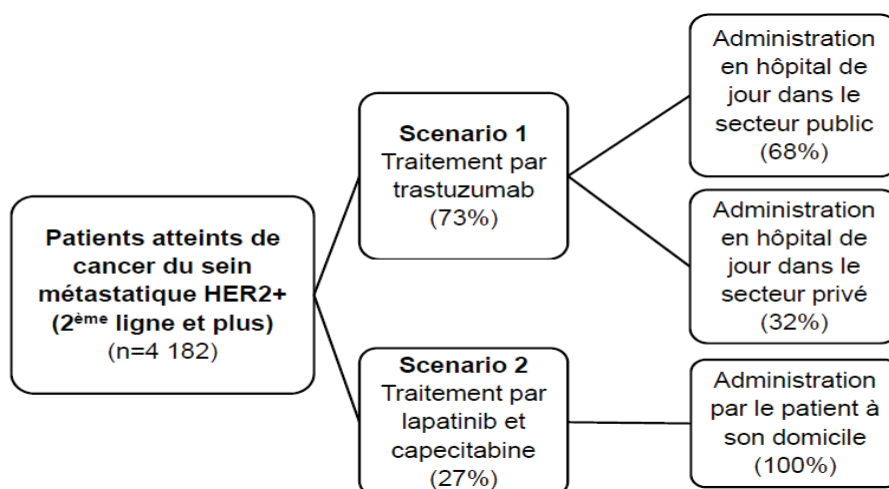 Patients atteints de
cancer du sein
métastatique HER2+
(2ème ligne et plus)
(n=4 182)
Scenario 1
Traitement par
trastuzumab
(73%)
Scenario 2
Traitement par
lapatinib et
capecitabine
(27%)
Administration
en hôpital de
jour dans le
secteur public
(68%)
Administration
en hôpital de
jour dans le
secteur privé
(32%)
Administration
par le patient à
son domicile
(100%)